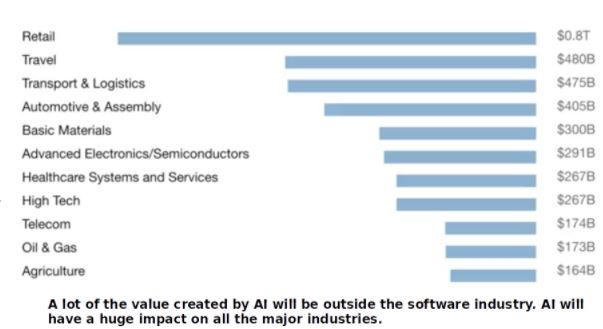 Retail $0.8T
Travel $480B
Transport & Logistics $475B
Automotive & Assembly $405B
Basic Materials $300B
Advanced Electronics/Semiconductors $291B
Healthcare Systems and Services $267B
High Tech $267B
Telecom $174B
Oil & Gas $173B
Agriculture $164B
A lot of the value created by AI will be outside the software industry. AI will
have a huge impact on all the major industries.